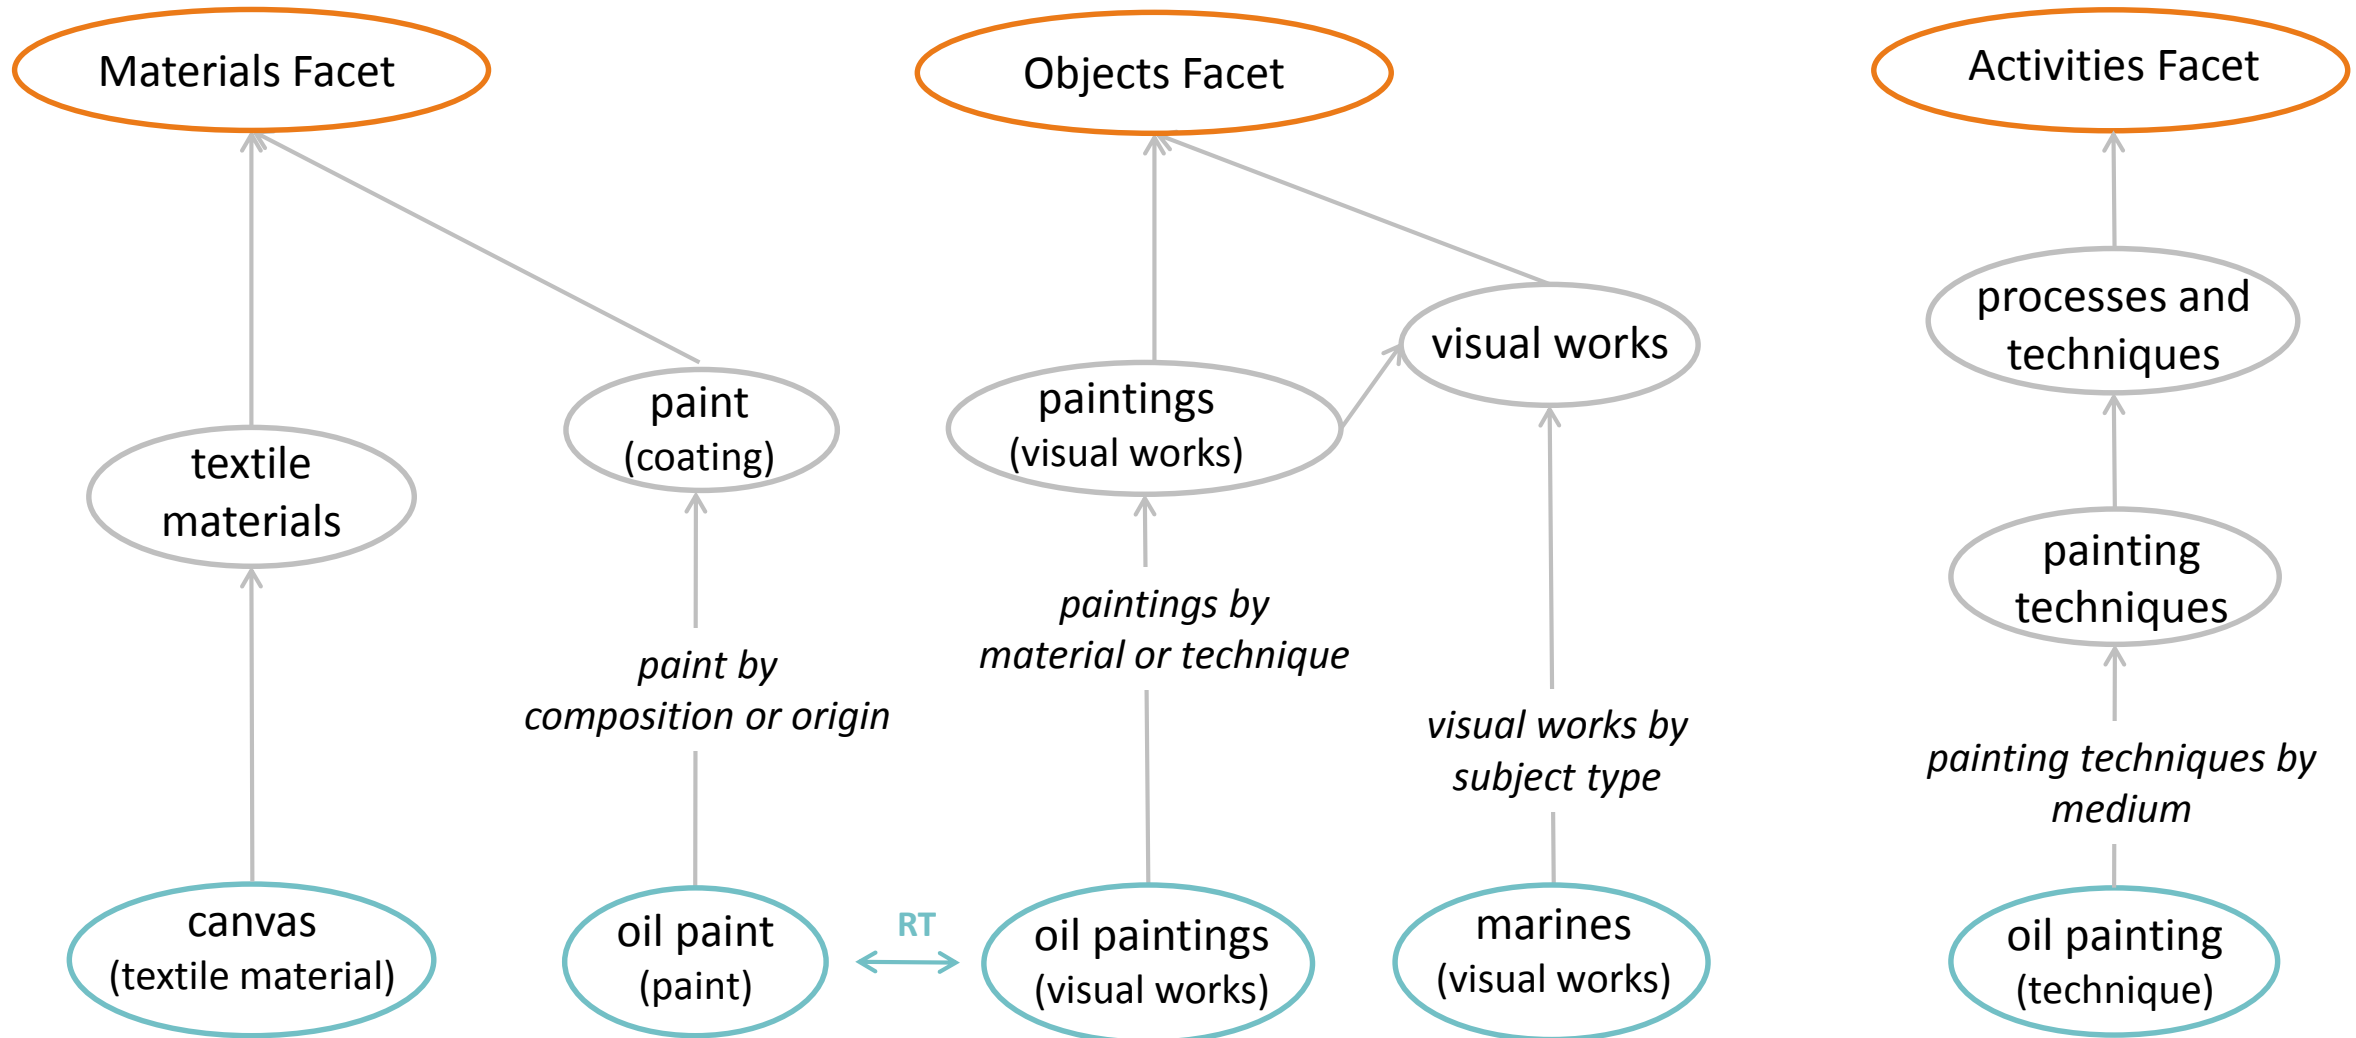 Materials Facet
Objects Facet
Activities Facet
textile
materials
paint
(coating)
paintings
(visual works)
visual works
processes and
techniques
painting
techniques
paint by
composition or origin
paintings by
material or technique
visual works by
subject type
painting techniques by
medium
canvas
(textile material)
oil paint
(paint)
RT
oil paintings
(visual works)
marines
(visual works)
oil painting
(technique)